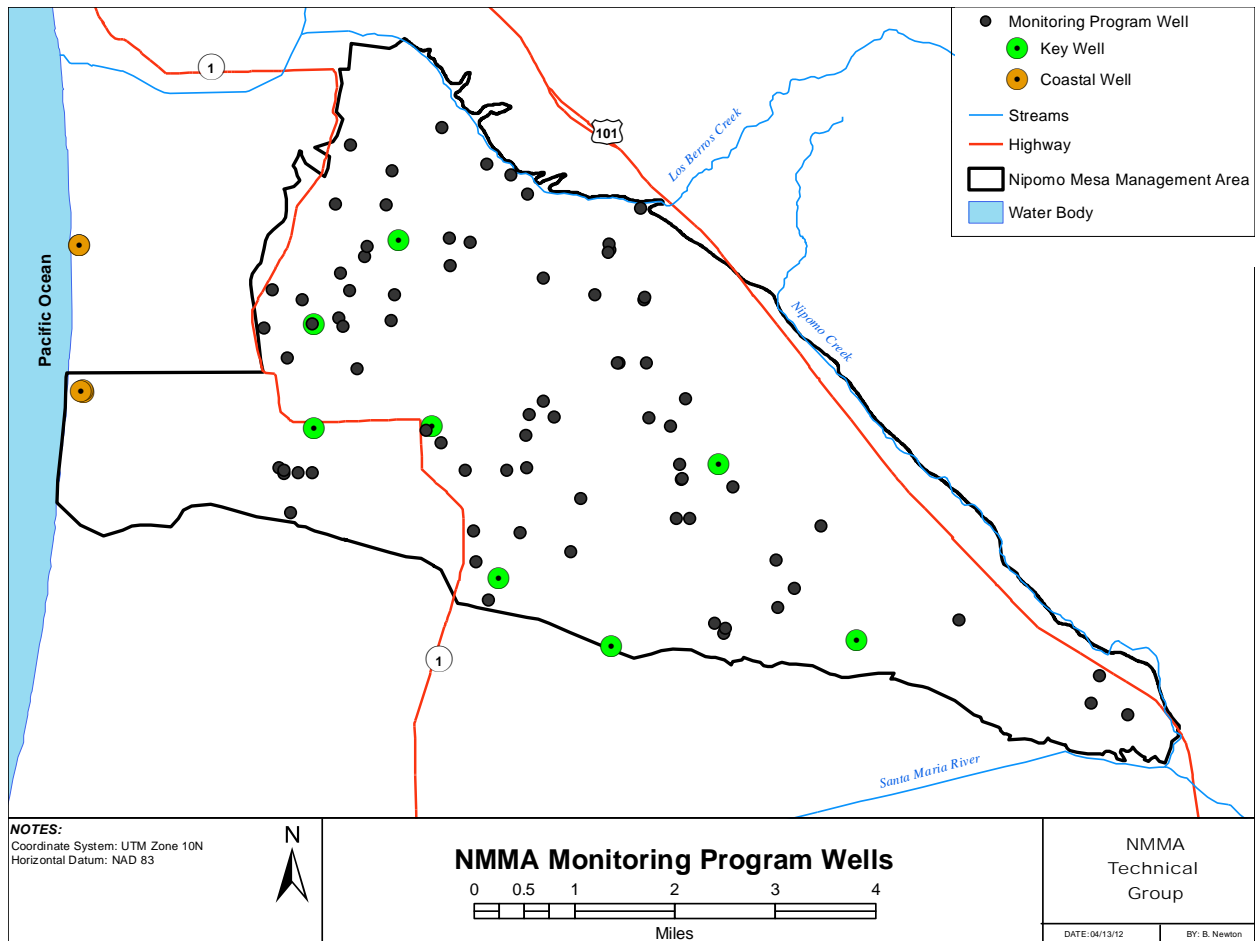 Monitoring Program Well
Key Well
Coastal Well
Streams
Highway
Nipomo Mesa Management Area
Water Body
1
101
Los Berros Creek
Pacific Ocean
Nipomo Creek
1
Santa Maria River
NOTES:
Coordinate System: UTM Zone 10N
Horizontal Datum: NAD 83
N
NMMA Monitoring Program Wells
0 0.5 1 2 3 4
Miles
NMMA
Technical
Group
DATE:04/13/12 BY: B. Newton